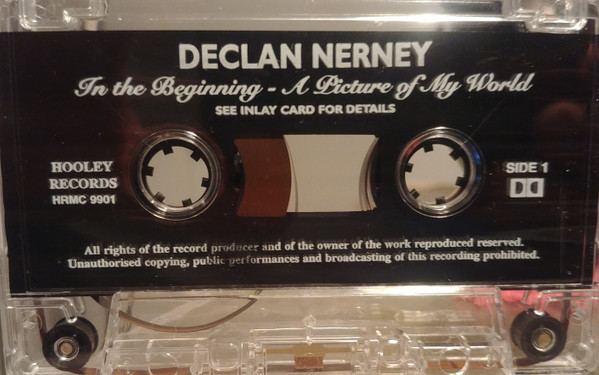 DECLAN NERNEY
In the Beginning - A Picture of My World
SEE INLAY CARD FOR DETAILS
HOOLEY
RECORDS
HRMC 9901
SIDE 1
All rights of the record producer and of the owner of the work reproduced reserved.
Unauthorised copying, public performances and broadcasting of this recording prohibited.